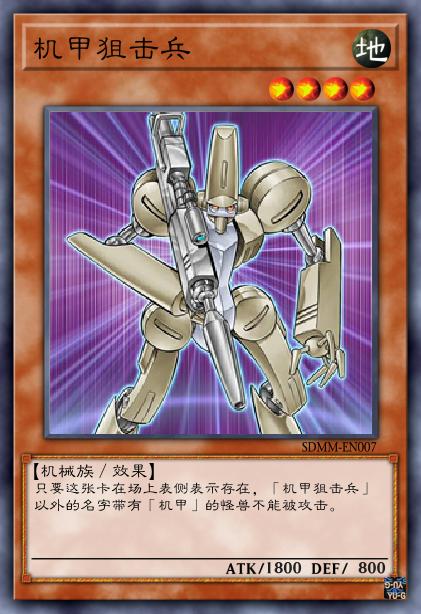 机甲狙击兵
地
SDMM-EN007
【机械族／效果】
只要这张卡在场上表侧表示存在，「机甲狙击兵」
以外的名字带有「机甲」的怪兽不能被攻击。
ATK/1800 DEF/ 800